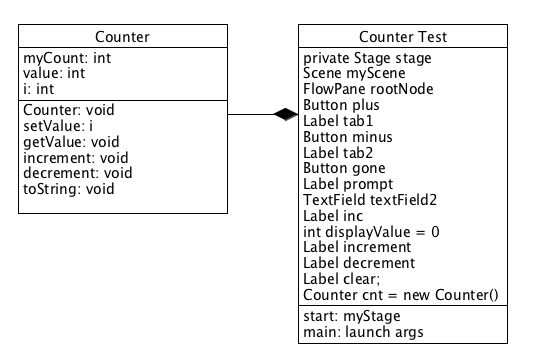 Counter
myCount: int
value: int
i: int
Counter: void
setValue: i
getValue: void
increment: void
decrement: void
toString: void
Counter Test
private Stage stage
Scene myScene
FlowPane rootNode
Button plus
Label tab1
Button minus
Label tab2
Button gone
Label prompt
TextField textField2
Label inc
int displayValue = 0
Label increment
Label decrement
Label clear;
Counter cnt = new Counter()
start: myStage
main: launch args